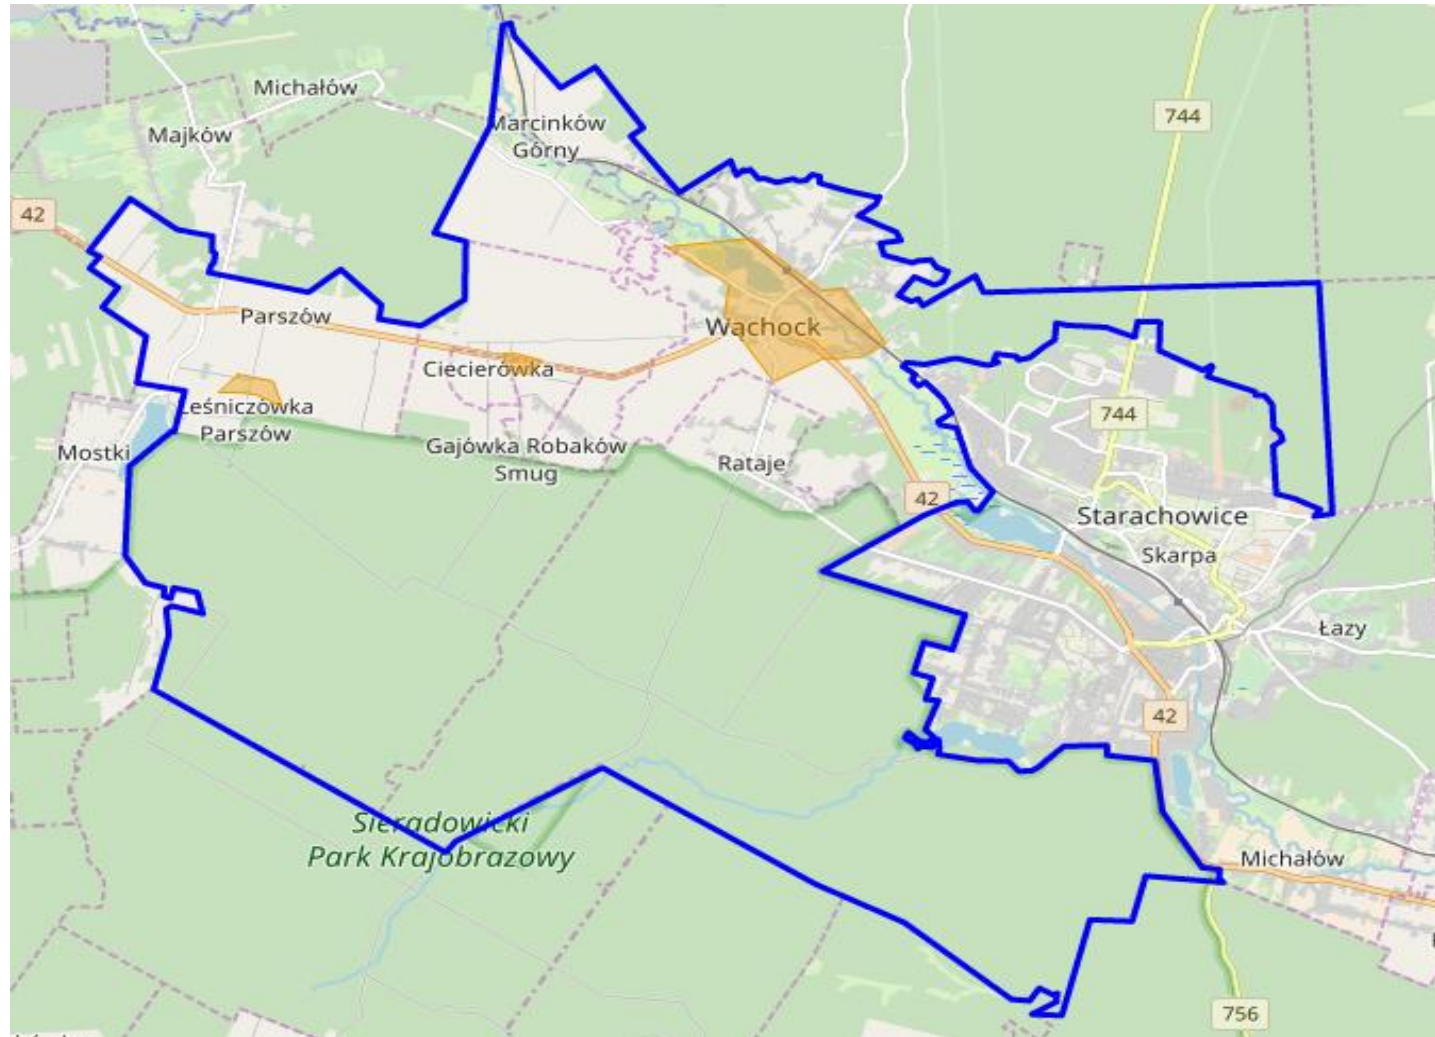 Michałów
744
Marcinków
Górny
Majków
42
Parszów
Wąchock
Ciecierówka
Leśniczówka
Parszów
744
Mostki
Gajówka Robaków
Smug
Rataje
42
Starachowice
Skarpa
Łazy
42
Sieradowicki
Park Krajobrazowy
Michałów
756